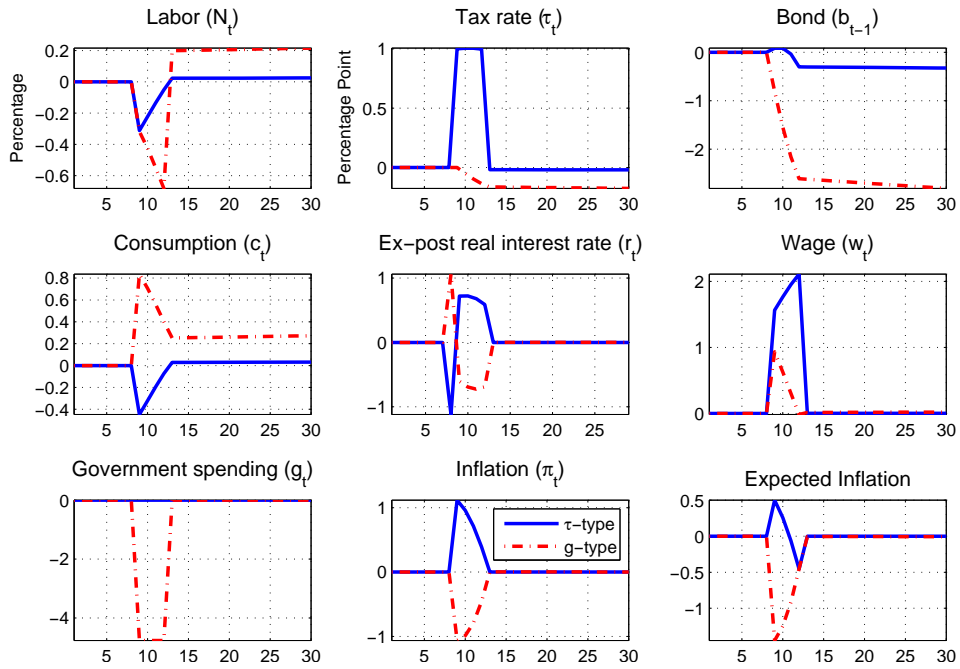 Labor (N_t)
Tax rate (τ_t)
Bond (b_{t−1})
Percentage
0.2
0
−0.2
−0.4
−0.6
5 10 15 20 25 30
Percentage Point
1
0.5
0
5 10 15 20 25 30
0
−1
−2
5 10 15 20 25 30
Consumption (c_t)
Ex−post real interest rate (r_t)
Wage (w_t)
0.8
0.6
0.4
0.2
0
−0.2
−0.4
5 10 15 20 25 30
1
0
−1
5 10 15 20 25
2
1
0
5 10 15 20 25 30
Government spending (g_t)
Inflation (π_t)
Expected Inflation
0
−2
−4
5 10 15 20 25 30
1
0
−1
τ−type
g−type
5 10 15 20 25 30
0.5
0
−0.5
−1
5 10 15 20 25 30